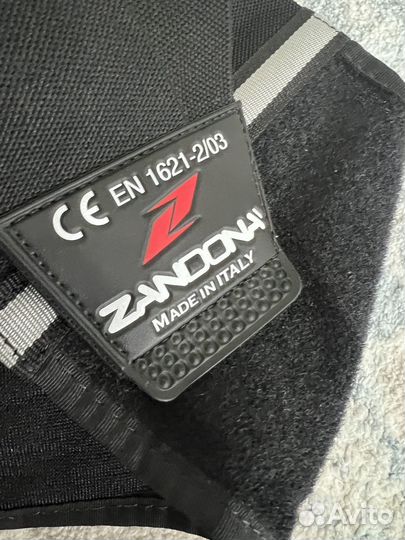 CE EN 1621-2/03
Z
ZANDONA
MADE IN ITALY
Avito